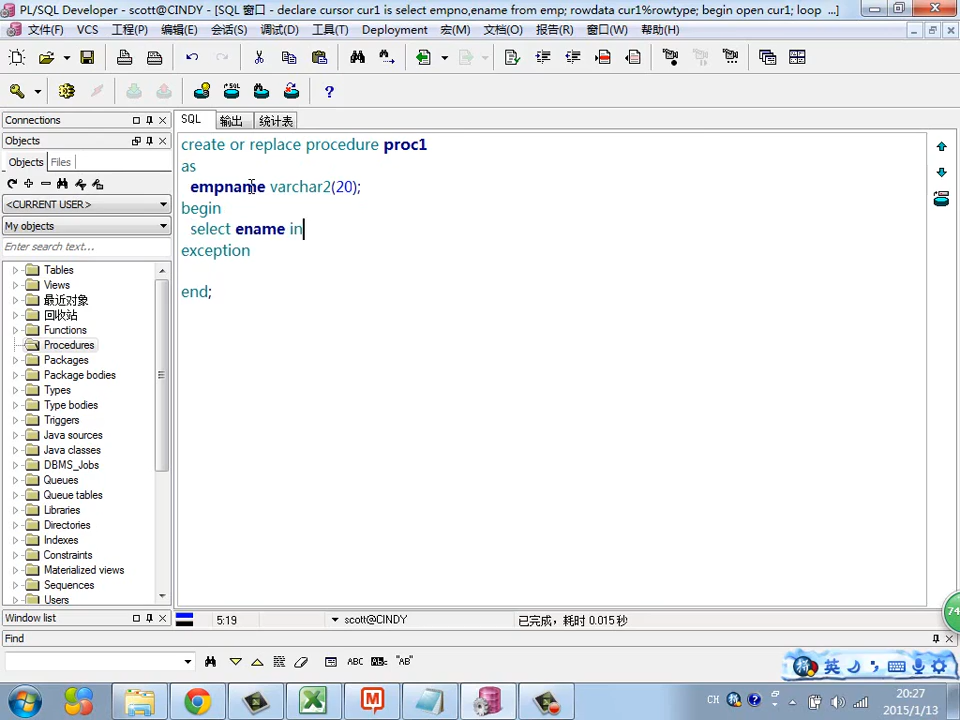 PL/SQL Developer - scott@CINDY - [SQL 窗口 - declare cursor cur1 is select empno,ename from emp; rowdata cur1%rowtype; begin open cur1; loop ...]
文件(F) VCS 工程(P) 编辑(E) 会话(S) 调试(D) 工具(T) Deployment 宏(M) 文档(O) 报告(R) 窗口(W) 帮助(H)
Connections
Objects
Objects Files
<CURRENT USER>
My objects
Enter search text...
Tables
Views
最近对象
回收站
Functions
Procedures
Packages
Package bodies
Types
Type bodies
Triggers
Java sources
Java classes
DBMS_Jobs
Queues
Queue tables
Libraries
Directories
Indexes
Constraints
Materialized views
Sequences
Users
Window list
SQL 输出 统计表
create or replace procedure proc1
as
empname varchar2(20);
begin
select ename in
exception
end;
5:19 scott@CINDY 已完成，耗时 0.015 秒
Find
ABC "AB"
英
74
CH 20:27
2015/1/13